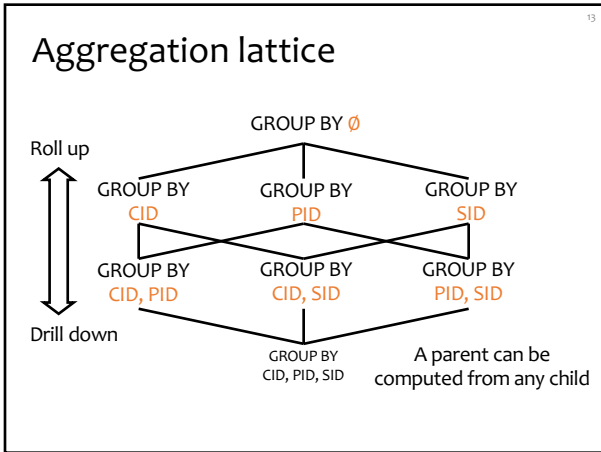 13
Aggregation lattice
GROUP BY Ø
Roll up
GROUP BY
CID
GROUP BY
PID
GROUP BY
SID
GROUP BY
CID, PID
GROUP BY
CID, SID
GROUP BY
PID, SID
Drill down
GROUP BY
CID, PID, SID
A parent can be
computed from any child